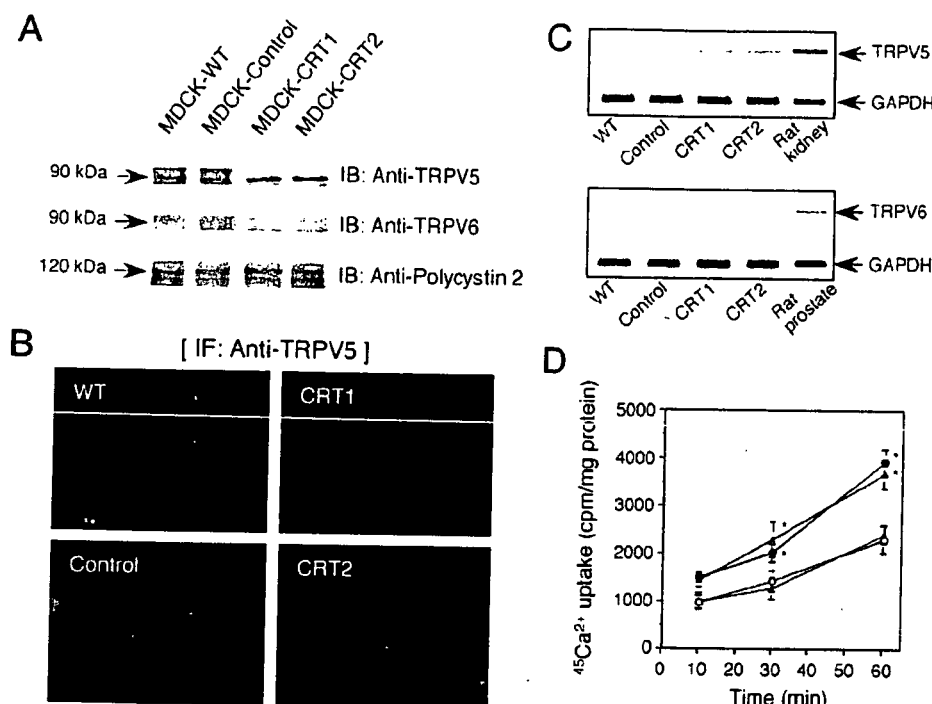 A
MDCK-WT
MDCK-Control
MDCK-CRT1
MDCK-CRT2
90 kDa
IB: Anti-TRPV5
90 kDa
IB: Anti-TRPV6
120 kDa
IB: Anti-Polycystin 2
B
[ IF: Anti-TRPV5 ]
WT
CRT1
Control
CRT2
C
TRPV5
GAPDH
WT
Control
CRT1
CRT2
Rat kidney
TRPV6
GAPDH
WT
Control
CRT1
CRT2
Rat prostate
D
45Ca2+ uptake (cpm/mg protein)
5000
4000
3000
2000
1000
0
0 10 20 30 40 50 60
Time (min)